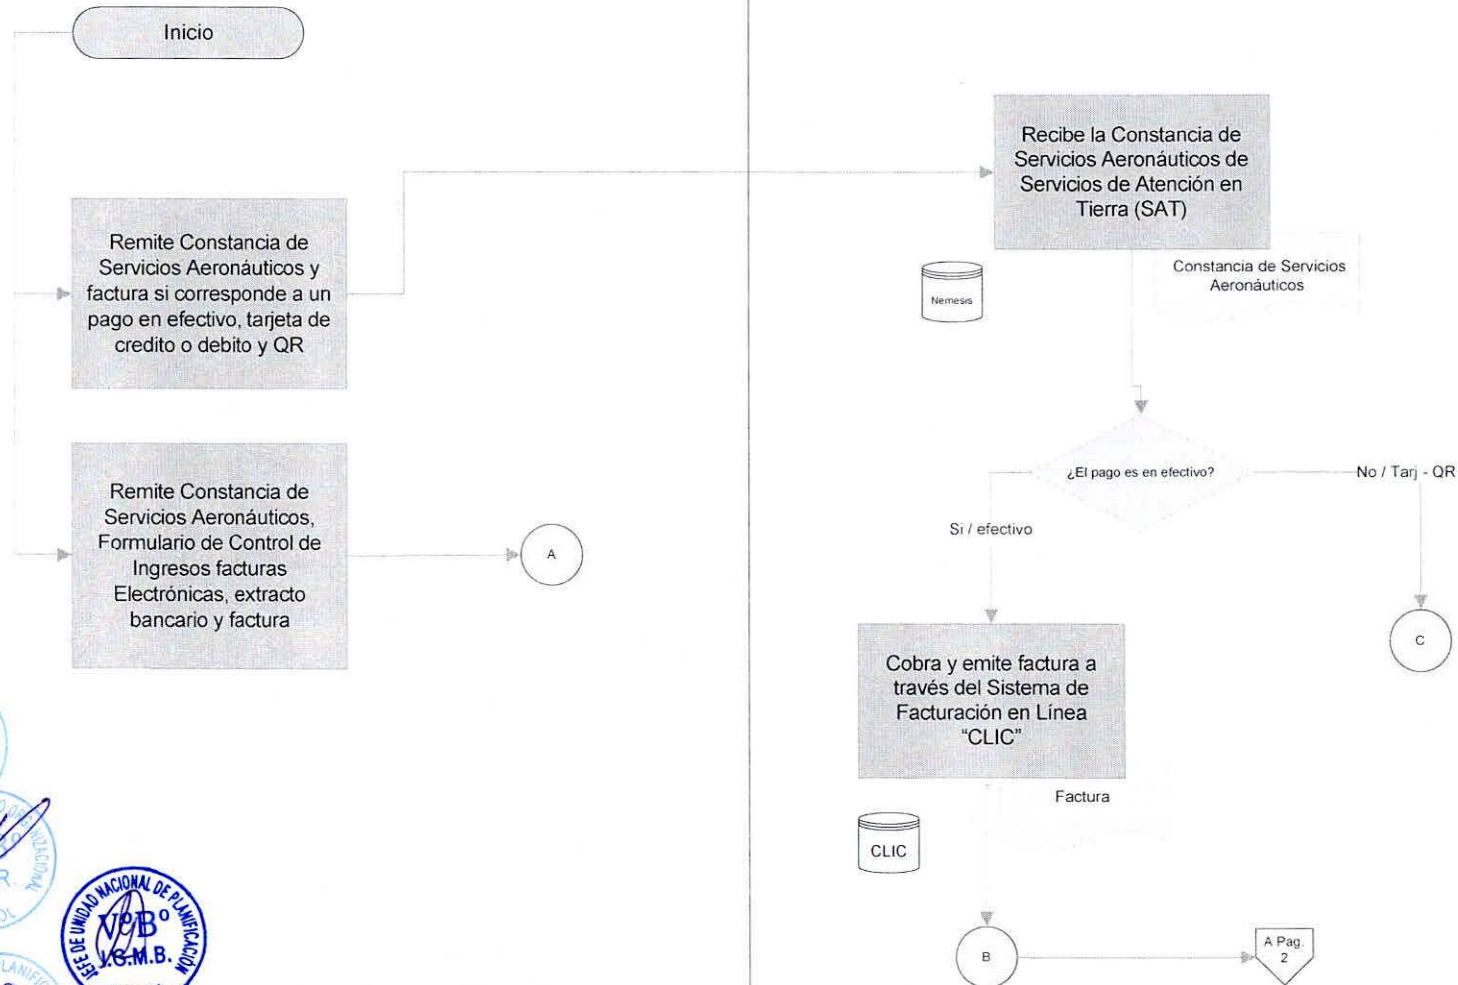 Inicio
Remite Constancia de
Servicios Aeronáuticos y
factura si corresponde a un
pago en efectivo, tarjeta de
credito o debito y QR
Remite Constancia de
Servicios Aeronáuticos,
Formulario de Control de
Ingresos facturas
Electrónicas, extracto
bancario y factura
A
Recibe la Constancia de
Servicios Aeronáuticos de
Servicios de Atención en
Tierra (SAT)
Nemesis
Constancia de Servicios
Aeronáuticos
¿El pago es en efectivo?
No / Tarj - QR
Si / efectivo
C
Cobra y emite factura a
través del Sistema de
Facturación en Línea
“CLIC”
Factura
CLIC
B
A Pag.
2
JEFE DE UNIDAD NACIONAL DE PLANIFICACIÓN
VºBº
J.G.M.B.